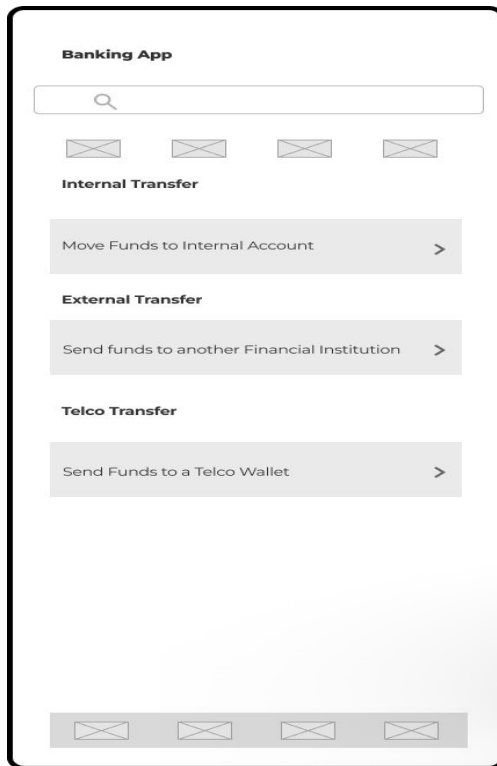 Banking App
Internal Transfer
Move Funds to Internal Account
External Transfer
Send funds to another Financial Institution
Telco Transfer
Send Funds to a Telco Wallet